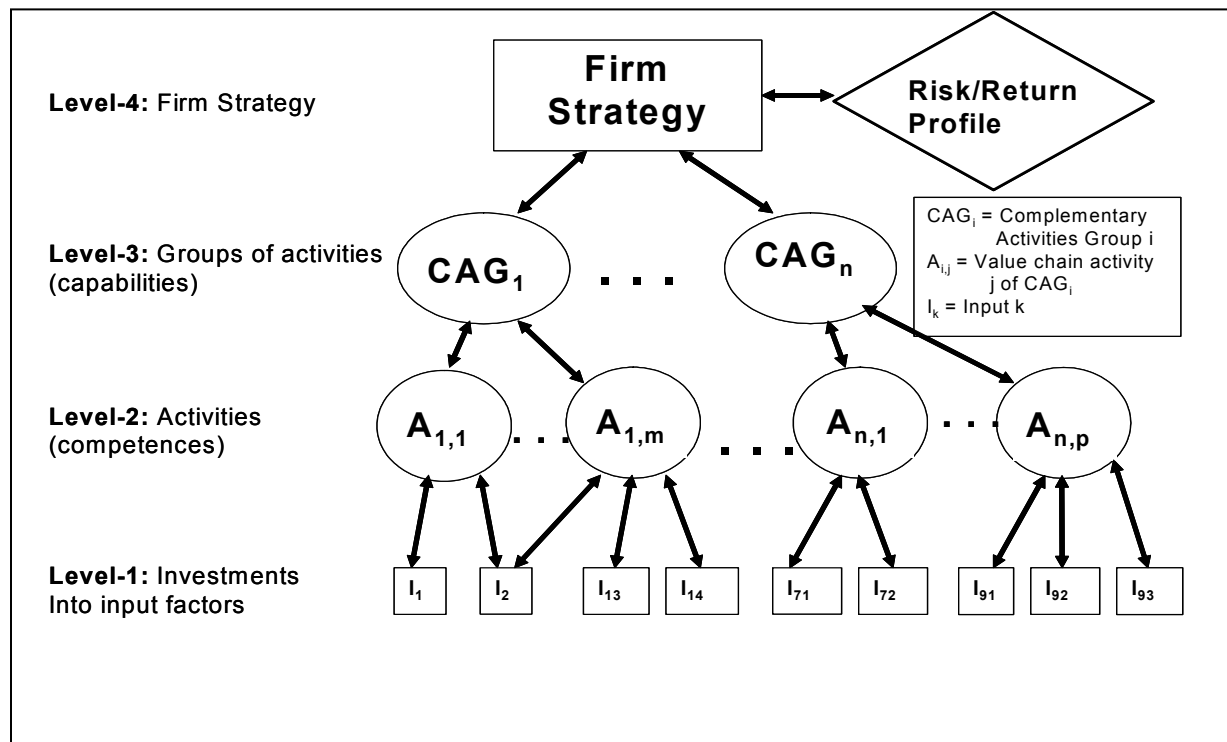 Firm
Strategy
Risk/Return
Profile
Level-4: Firm Strategy
CAGᵢ = Complementary
Activities Group i
Aᵢ,ⱼ = Value chain activity
j of CAGᵢ
Iₖ = Input k
Level-3: Groups of activities
(capabilities)
CAG₁
. . .
CAGₙ
Level-2: Activities
(competences)
A₁,₁
. . .
A₁,ₘ
. . .
Aₙ,₁
. . .
Aₙ,ₚ
Level-1: Investments
Into input factors
I₁
I₂
I₁₃
I₁₄
I₇₁
I₇₂
I₉₁
I₉₂
I₉₃